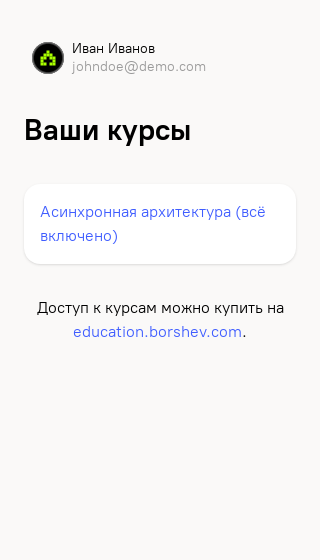 Иван Иванов
johndoe@demo.com
Ваши курсы
Асинхронная архитектура (всё
включено)
Доступ к курсам можно купить на
education.borshev.com.